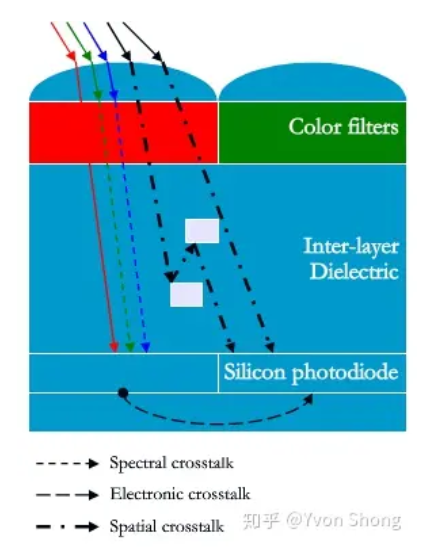 Color filters
Inter-layer
Dielectric
Silicon photodiode
Spectral crosstalk
Electronic crosstalk
Spatial crosstalk
知乎 @Yvon Shong